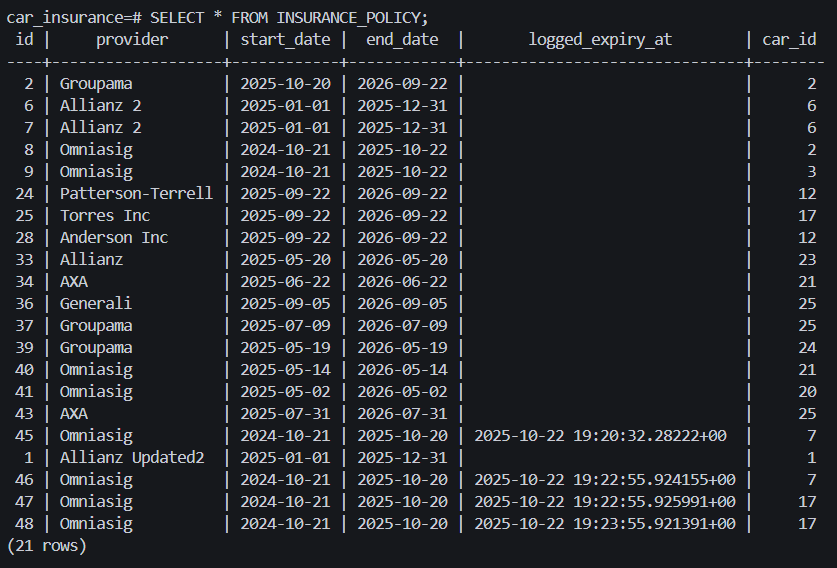 car_insurance=# SELECT * FROM INSURANCE_POLICY;
 id |     provider      | start_date |  end_date  |       logged_expiry_at        | car_id
----+-------------------+------------+------------+-------------------------------+--------
  2 | Groupama          | 2025-10-20 | 2026-09-22 |                               |      2
  6 | Allianz 2         | 2025-01-01 | 2025-12-31 |                               |      6
  7 | Allianz 2         | 2025-01-01 | 2025-12-31 |                               |      6
  8 | Omniasig          | 2024-10-21 | 2025-10-22 |                               |      2
  9 | Omniasig          | 2024-10-21 | 2025-10-22 |                               |      3
 24 | Patterson-Terrell | 2025-09-22 | 2026-09-22 |                               |     12
 25 | Torres Inc        | 2025-09-22 | 2026-09-22 |                               |     17
 28 | Anderson Inc      | 2025-09-22 | 2026-09-22 |                               |     12
 33 | Allianz           | 2025-05-20 | 2026-05-20 |                               |     23
 34 | AXA               | 2025-06-22 | 2026-06-22 |                               |     21
 36 | Generali          | 2025-09-05 | 2026-09-05 |                               |     25
 37 | Groupama          | 2025-07-09 | 2026-07-09 |                               |     25
 39 | Groupama          | 2025-05-19 | 2026-05-19 |                               |     24
 40 | Omniasig          | 2025-05-14 | 2026-05-14 |                               |     21
 41 | Omniasig          | 2025-05-02 | 2026-05-02 |                               |     20
 43 | AXA               | 2025-07-31 | 2026-07-31 |                               |     25
 45 | Omniasig          | 2024-10-21 | 2025-10-20 | 2025-10-22 19:20:32.28222+00  |      7
  1 | Allianz Updated2  | 2025-01-01 | 2025-12-31 |                               |      1
 46 | Omniasig          | 2024-10-21 | 2025-10-20 | 2025-10-22 19:22:55.924155+00 |      7
 47 | Omniasig          | 2024-10-21 | 2025-10-20 | 2025-10-22 19:22:55.925991+00 |     17
 48 | Omniasig          | 2024-10-21 | 2025-10-20 | 2025-10-22 19:23:55.921391+00 |     17
(21 rows)